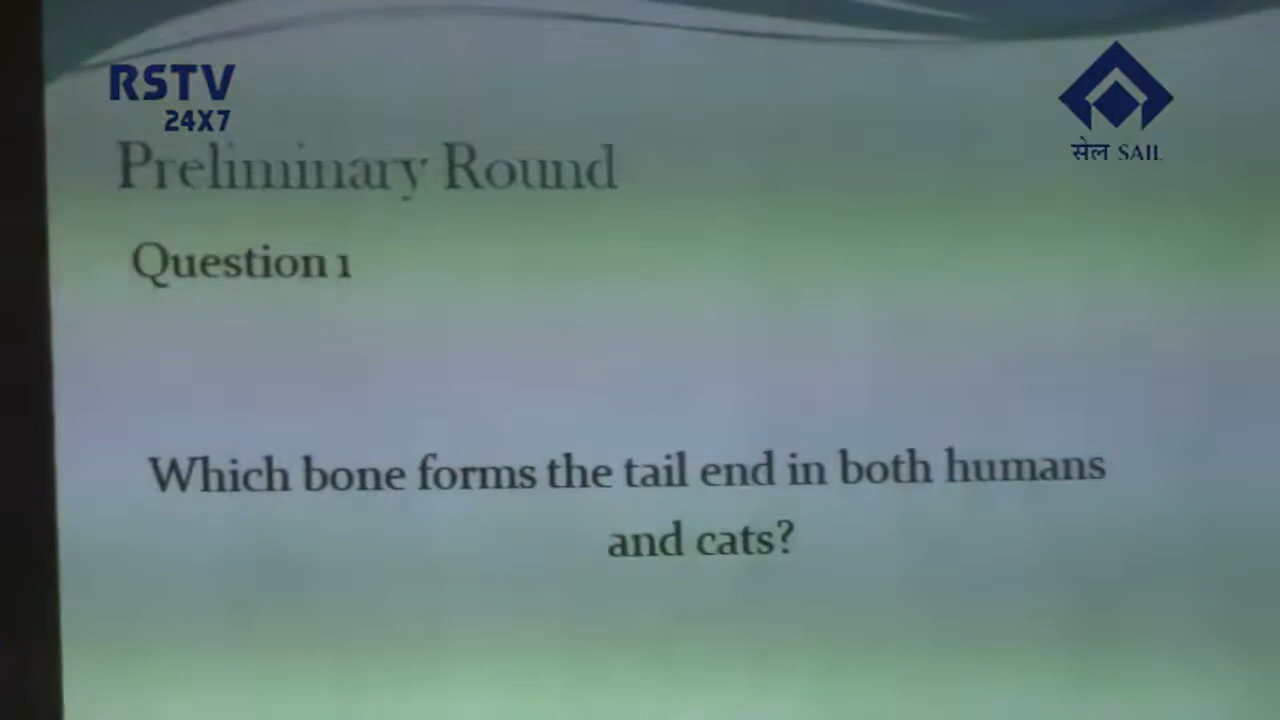 RSTV
24X7
सेल SAIL
Preliminary Round
Question 1
Which bone forms the tail end in both humans
and cats?